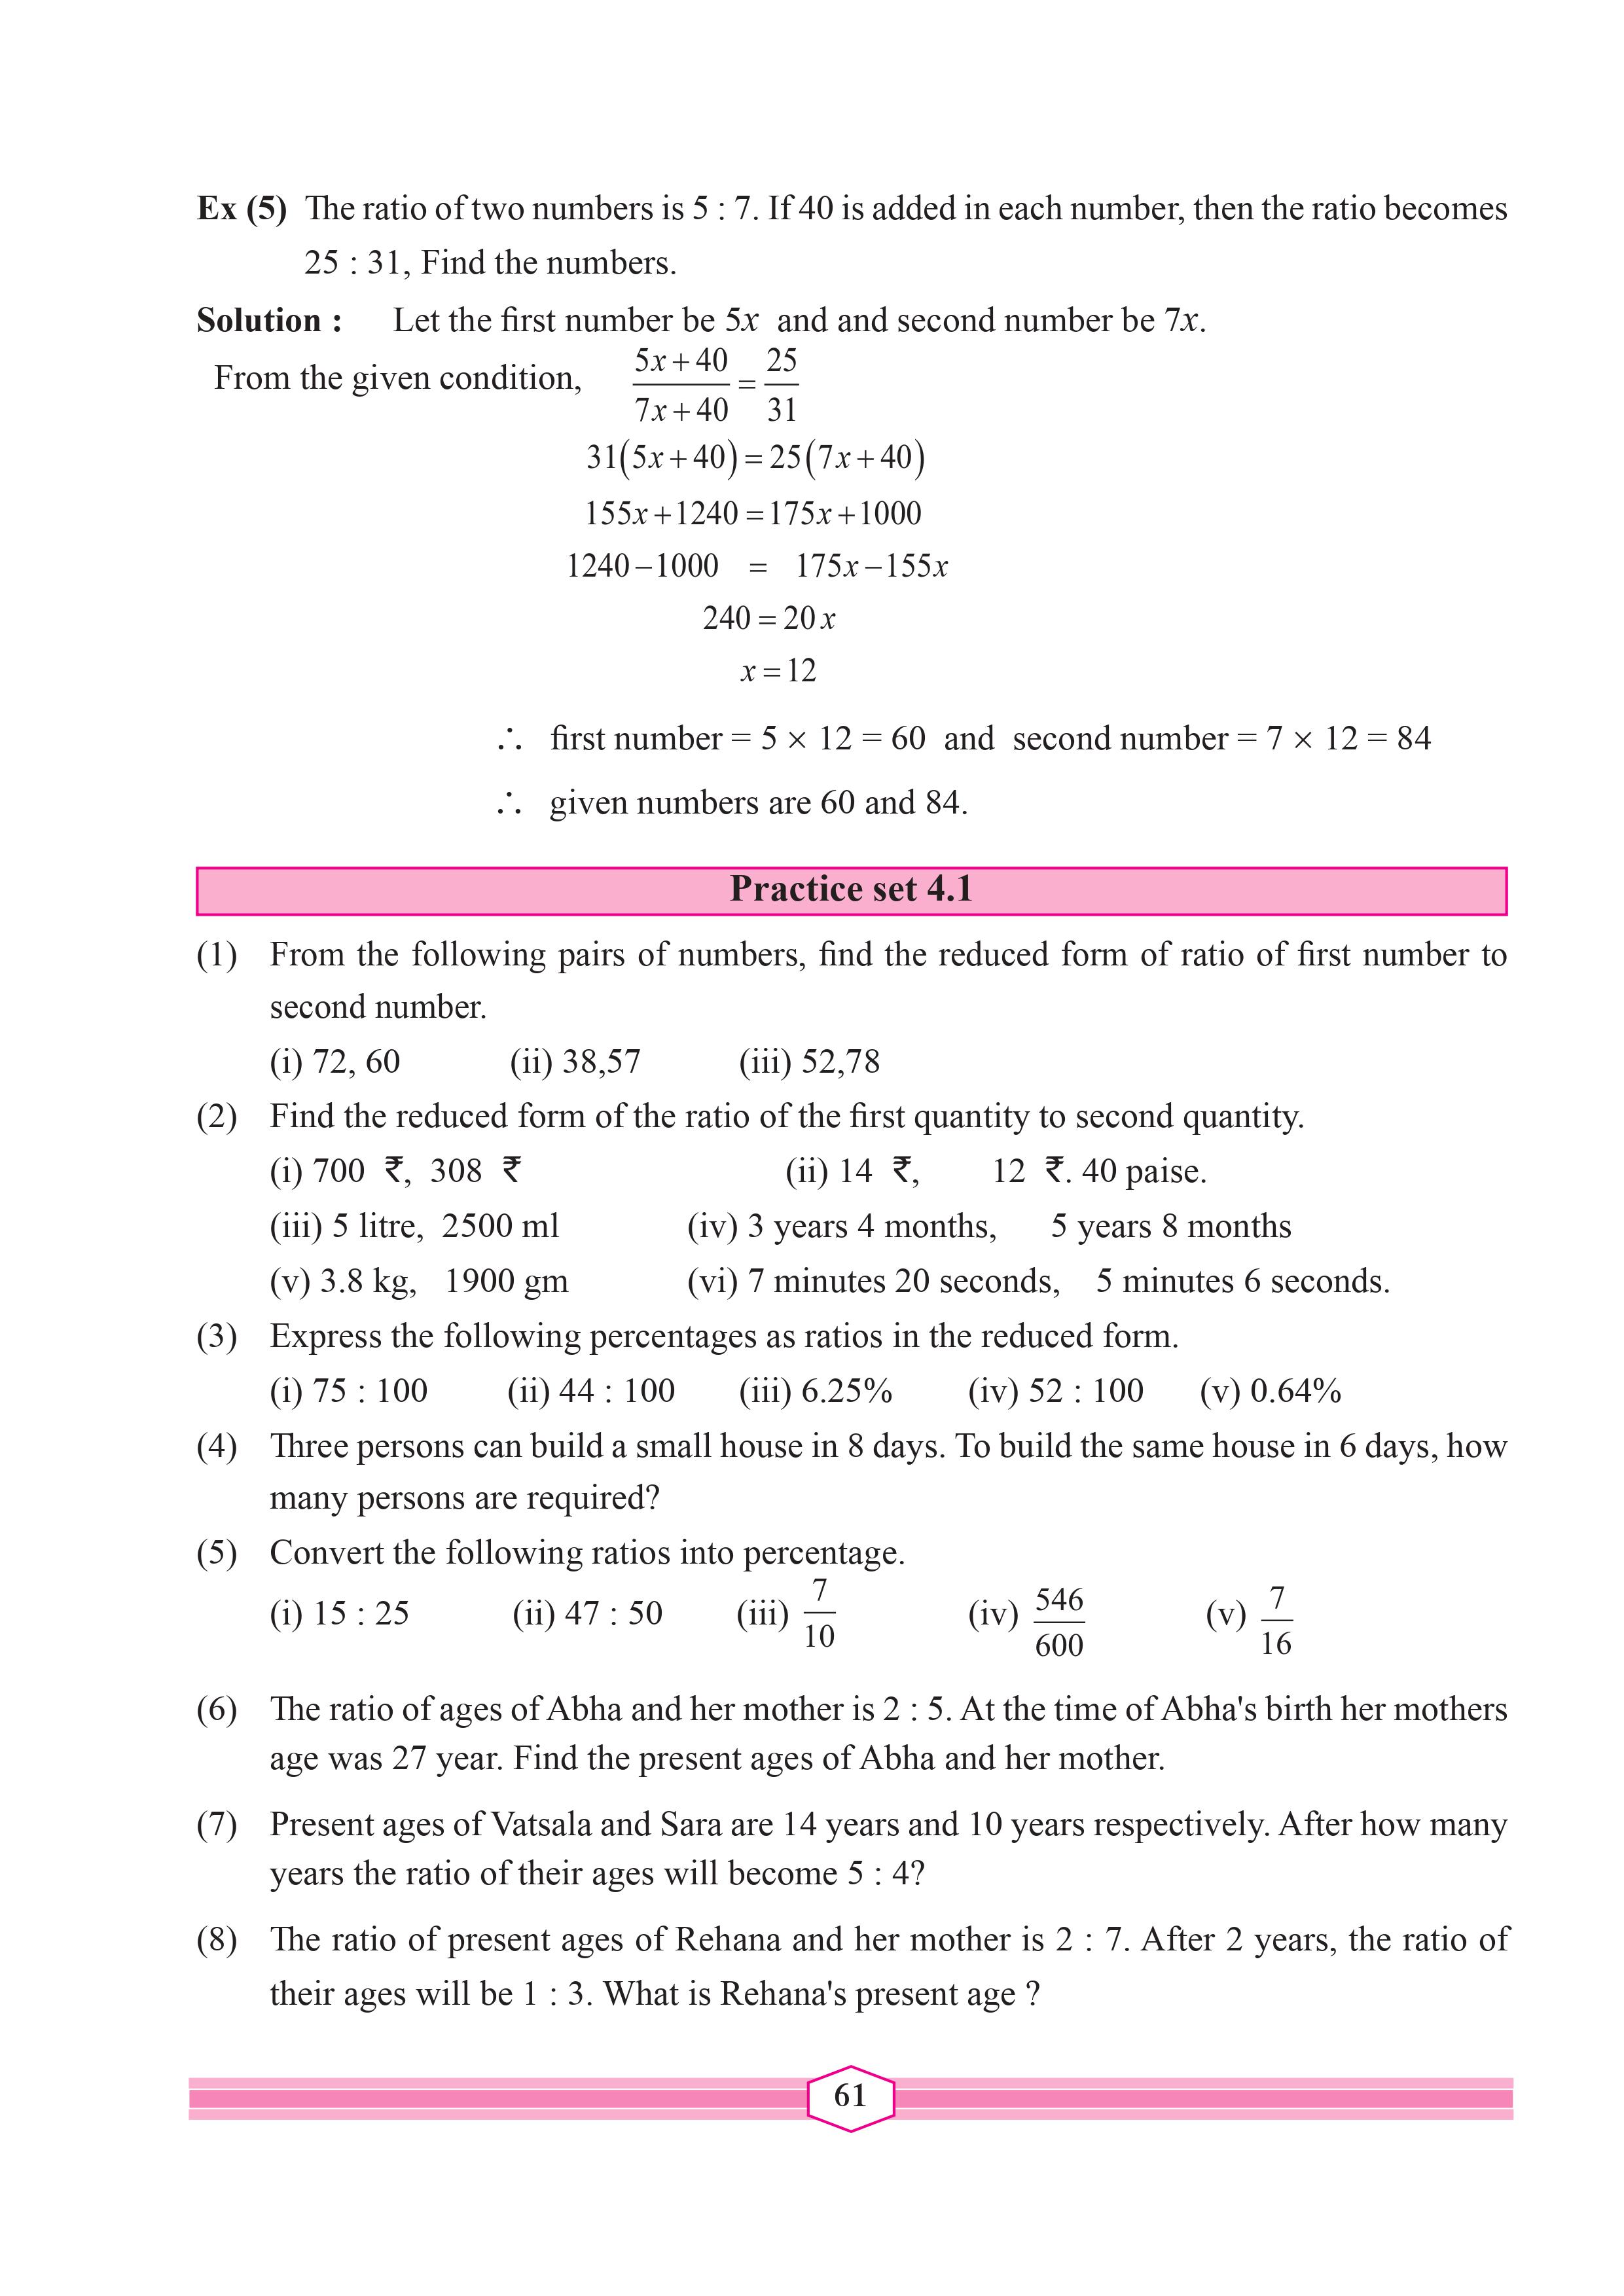 Ex (5) The ratio of two numbers is 5 : 7. If 40 is added in each number, then the ratio becomes
25 : 31, Find the numbers.
Solution : Let the first number be 5x and and second number be 7x.
From the given condition, (5x + 40)/(7x + 40) = 25/31
31(5x + 40) = 25(7x + 40)
155x + 1240 = 175x + 1000
1240 − 1000 = 175x − 155x
240 = 20x
x = 12
∴ first number = 5 × 12 = 60 and second number = 7 × 12 = 84
∴ given numbers are 60 and 84.
Practice set 4.1
(1) From the following pairs of numbers, find the reduced form of ratio of first number to
second number.
(i) 72, 60 (ii) 38,57 (iii) 52,78
(2) Find the reduced form of the ratio of the first quantity to second quantity.
(i) 700 ₹, 308 ₹ (ii) 14 ₹, 12 ₹. 40 paise.
(iii) 5 litre, 2500 ml (iv) 3 years 4 months, 5 years 8 months
(v) 3.8 kg, 1900 gm (vi) 7 minutes 20 seconds, 5 minutes 6 seconds.
(3) Express the following percentages as ratios in the reduced form.
(i) 75 : 100 (ii) 44 : 100 (iii) 6.25% (iv) 52 : 100 (v) 0.64%
(4) Three persons can build a small house in 8 days. To build the same house in 6 days, how
many persons are required?
(5) Convert the following ratios into percentage.
(i) 15 : 25 (ii) 47 : 50 (iii) 7/10 (iv) 546/600 (v) 7/16
(6) The ratio of ages of Abha and her mother is 2 : 5. At the time of Abha's birth her mothers
age was 27 year. Find the present ages of Abha and her mother.
(7) Present ages of Vatsala and Sara are 14 years and 10 years respectively. After how many
years the ratio of their ages will become 5 : 4?
(8) The ratio of present ages of Rehana and her mother is 2 : 7. After 2 years, the ratio of
their ages will be 1 : 3. What is Rehana's present age ?
61